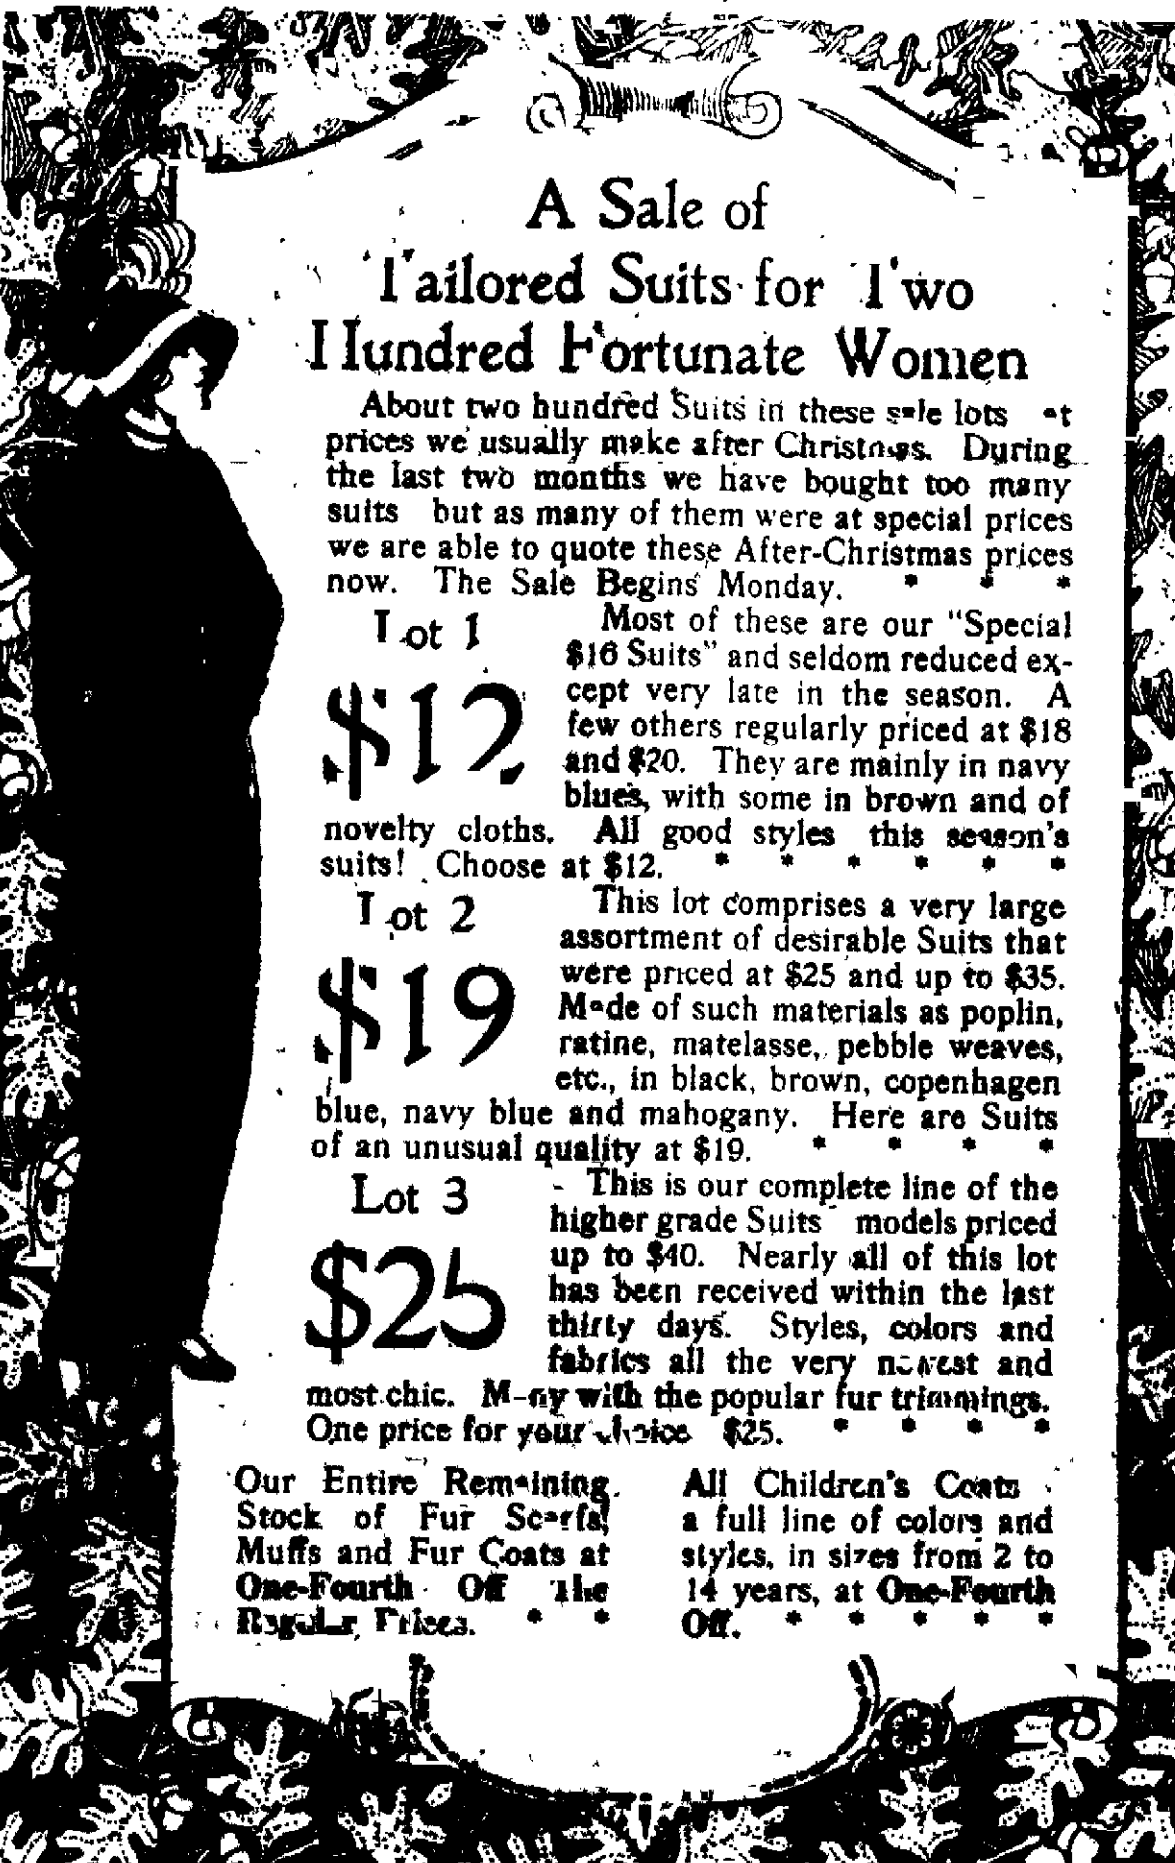 A Sale of
Tailored Suits for Two
Hundred Fortunate Women
About two hundred Suits in these sale lots at
prices we usually make after Christmas. During
the last two months we have bought too many
suits but as many of them were at special prices
we are able to quote these After-Christmas prices
now. The Sale Begins Monday. * * *
Lot 1
$12
Most of these are our "Special
$16 Suits" and seldom reduced ex-
cept very late in the season. A
few others regularly priced at $18
and $20. They are mainly in navy
blues, with some in brown and of
novelty cloths. All good styles this season's
suits! Choose at $12. * * * * * *
Lot 2
$19
This lot comprises a very large
assortment of desirable Suits that
were priced at $25 and up to $35.
Made of such materials as poplin,
ratine, matelasse, pebble weaves,
etc., in black, brown, copenhagen
blue, navy blue and mahogany. Here are Suits
of an unusual quality at $19. * * * *
Lot 3
$25
This is our complete line of the
higher grade Suits models priced
up to $40. Nearly all of this lot
has been received within the last
thirty days. Styles, colors and
fabrics all the very newest and
most chic. Many with the popular fur trimmings.
One price for your choice $25. * * * *
Our Entire Remaining
Stock of Fur Scarfs,
Muffs and Fur Coats at
One-Fourth Off The
Regular Prices. * *
All Children's Coats
a full line of colors and
styles, in sizes from 2 to
14 years, at One-Fourth
Off. * * * * *